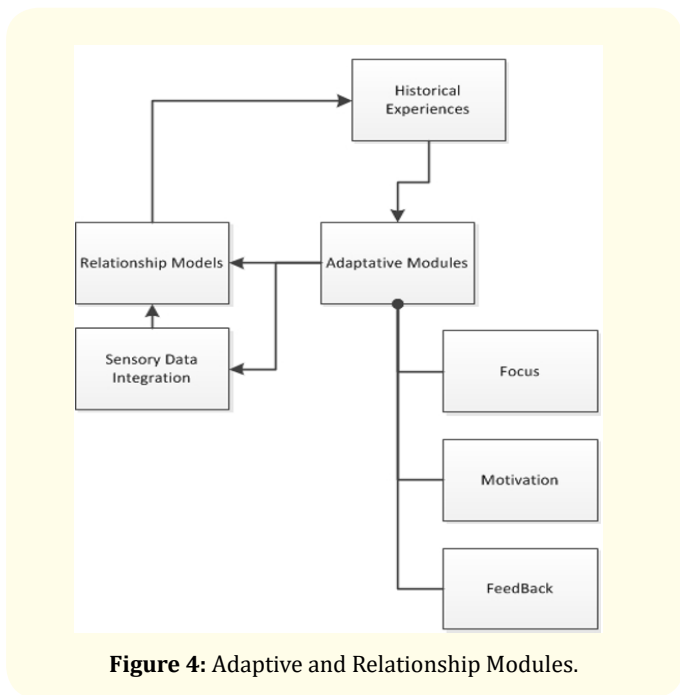 Historical
Experiences
Relationship Models
Adaptative Modules
Sensory Data
Integration
Focus
Motivation
FeedBack
Figure 4: Adaptive and Relationship Modules.